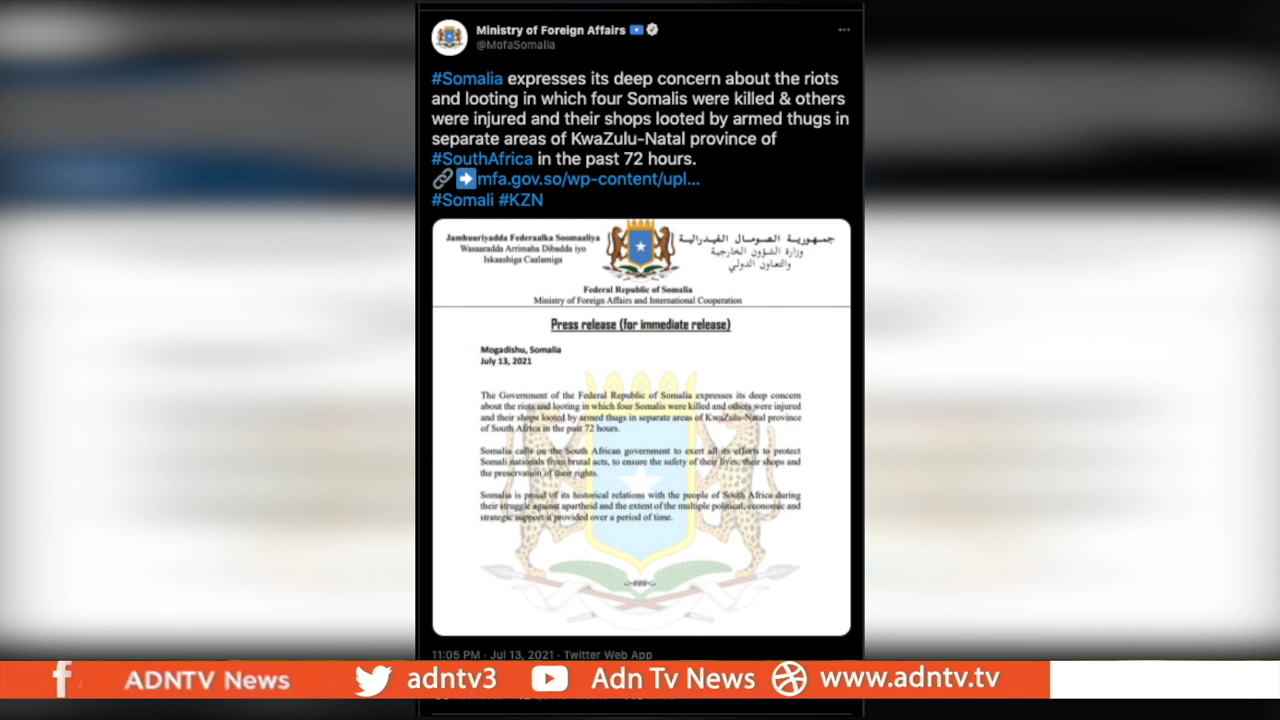 Ministry of Foreign Affairs
@MofaSomalia
#Somalia expresses its deep concern about the riots
and looting in which four Somalis were killed & others
were injured and their shops looted by armed thugs in
separate areas of KwaZulu-Natal province of
#SouthAfrica in the past 72 hours.
mfa.gov.so/wp-content/upl...
#Somali #KZN
Jamhuuriyadda Federaalka Soomaaliya
Wasaaradda Arrimaha Dibadda iyo
Iskaashiga Caalamiga
جمهورية الصومال الفيدرالية
وزارة الشؤون الخارجية
والتعاون الدولي
Federal Republic of Somalia
Ministry of Foreign Affairs and International Cooperation
Press release (for immediate release)
Mogadishu, Somalia
July 13, 2021
The Government of the Federal Republic of Somalia expresses its deep concern
about the riots and looting in which four Somalis were killed and others were injured
and their shops looted by armed thugs in separate areas of KwaZulu-Natal province
of South Africa in the past 72 hours.
Somalia calls on the South African government to exert all its efforts to protect
Somali nationals from brutal acts, to ensure the safety of their lives, their shops and
the preservation of their rights.
Somalia is proud of its historical relations with the people of South Africa during
their struggle against apartheid and the extent of the multiple political, economic and
strategic support it provided over a period of time.
11:05 PM · Jul 13, 2021 · Twitter Web App
ADNTV News
adntv3
Adn Tv News
www.adntv.tv